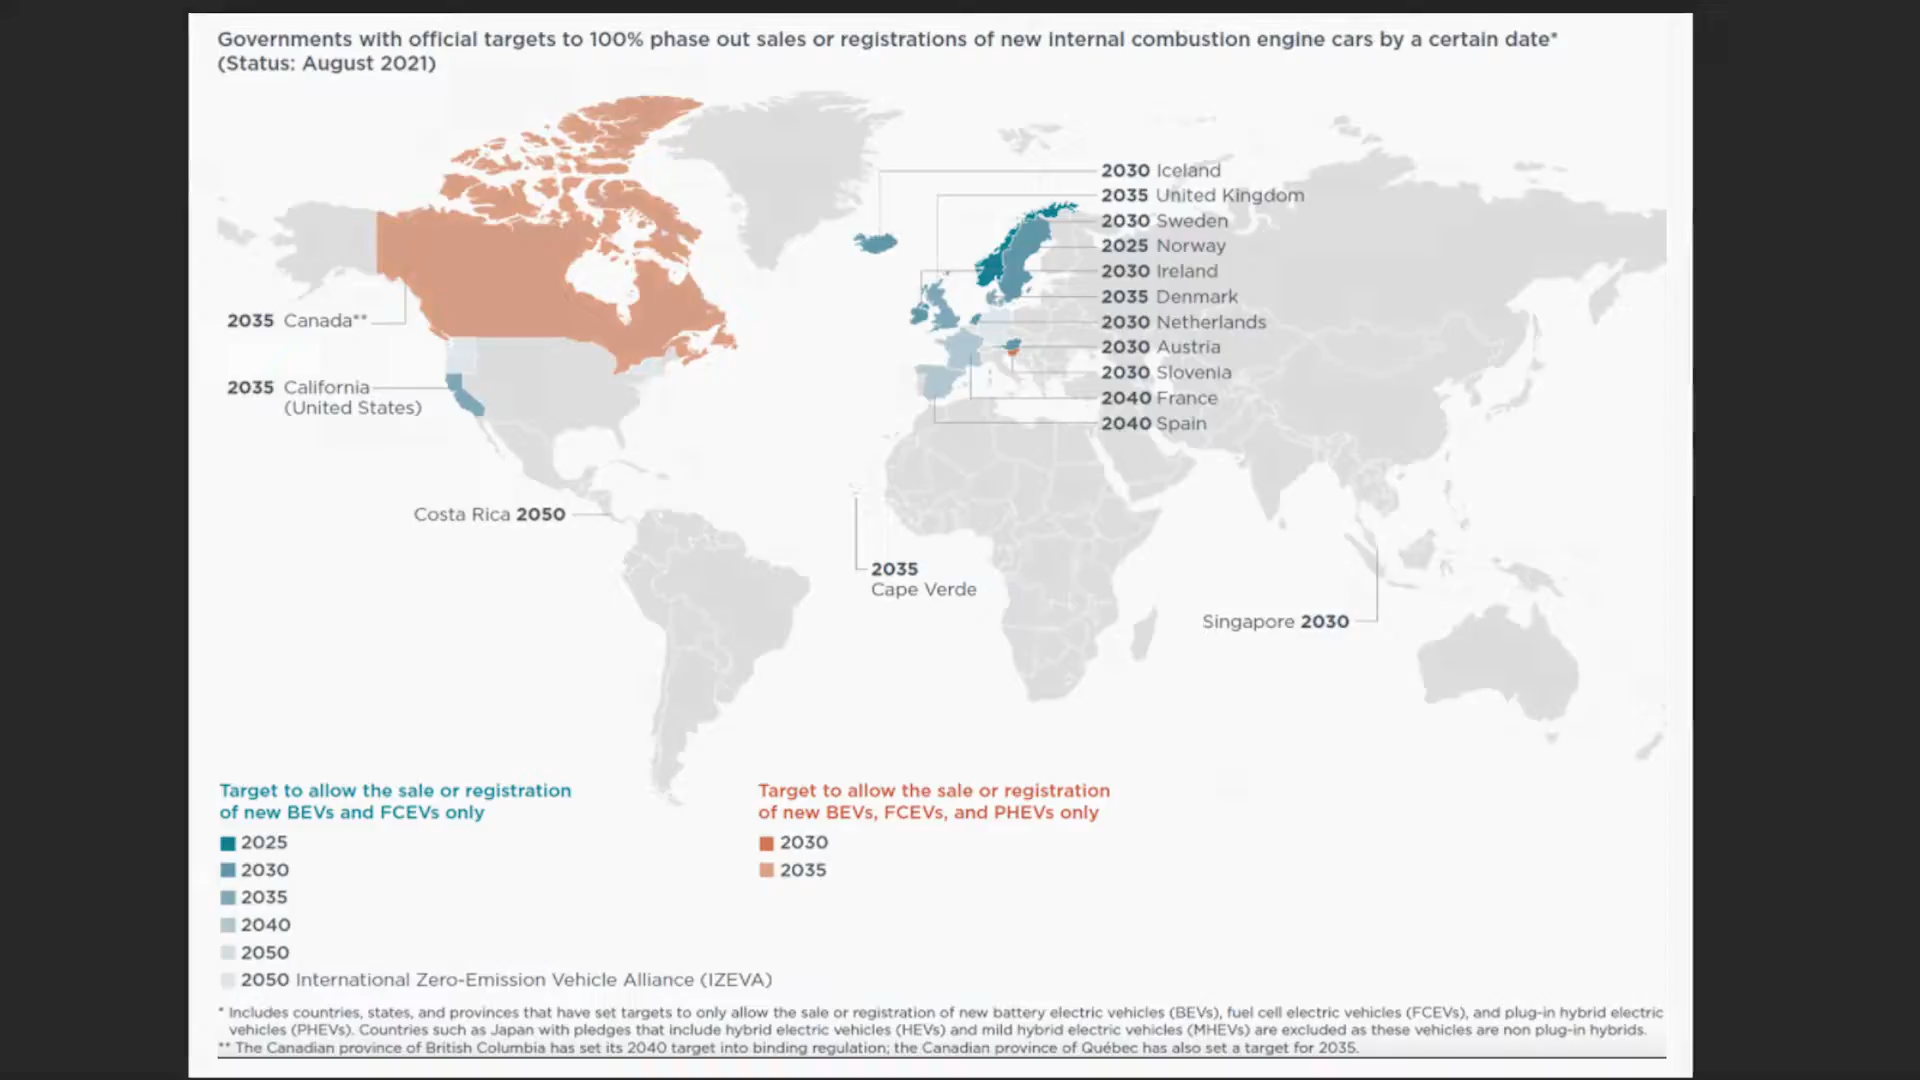 Governments with official targets to 100% phase out sales or registrations of new internal combustion engine cars by a certain date*
(Status: August 2021)
2030 Iceland
2035 United Kingdom
2030 Sweden
2025 Norway
2030 Ireland
2035 Denmark
2030 Netherlands
2030 Austria
2030 Slovenia
2040 France
2040 Spain
2035 Canada**
2035 California
(United States)
Costa Rica 2050
2035
Cape Verde
Singapore 2030
Target to allow the sale or registration
of new BEVs and FCEVs only
2025
2030
2035
2040
2050
2050 International Zero-Emission Vehicle Alliance (IZEVA)
Target to allow the sale or registration
of new BEVs, FCEVs, and PHEVs only
2030
2035
* Includes countries, states, and provinces that have set targets to only allow the sale or registration of new battery electric vehicles (BEVs), fuel cell electric vehicles (FCEVs), and plug-in hybrid electric
vehicles (PHEVs). Countries such as Japan with pledges that include hybrid electric vehicles (HEVs) and mild hybrid electric vehicles (MHEVs) are excluded as these vehicles are non plug-in hybrids.
** The Canadian province of British Columbia has set its 2040 target into binding regulation; the Canadian province of Québec has also set a target for 2035.